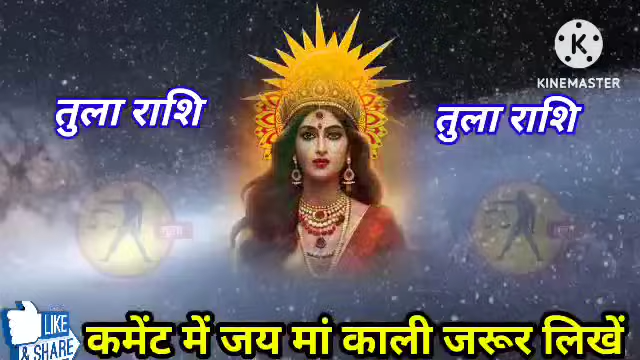 KINEMASTER
तुला राशि
तुला राशि
तुला
तुला
LIKE
& SHARE
कमेंट में जय मां काली जरूर लिखें